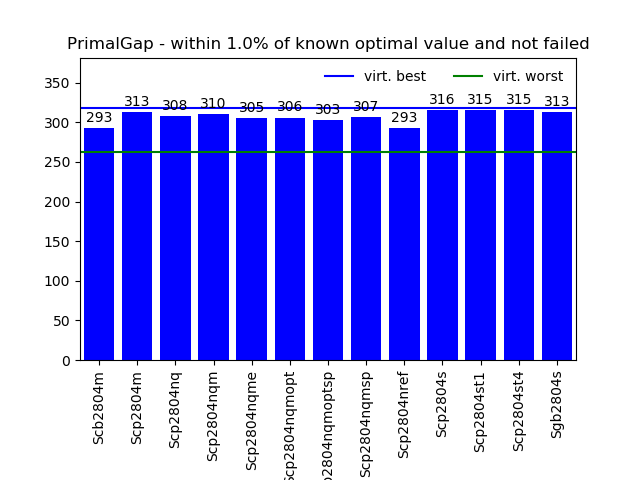 PrimalGap - within 1.0% of known optimal value and not failed
virt. best
virt. worst
350
300
250
200
150
100
50
0
293
313
308
310
305
306
303
307
293
316
315
315
313
Scb2804m
Scp2804m
Scp2804nq
Scp2804nqm
Scp2804nqme
Scp2804nqmopt
p2804nqmoptsp
Scp2804nqmsp
Scp2804nref
Scp2804s
Scp2804st1
Scp2804st4
Sgb2804s